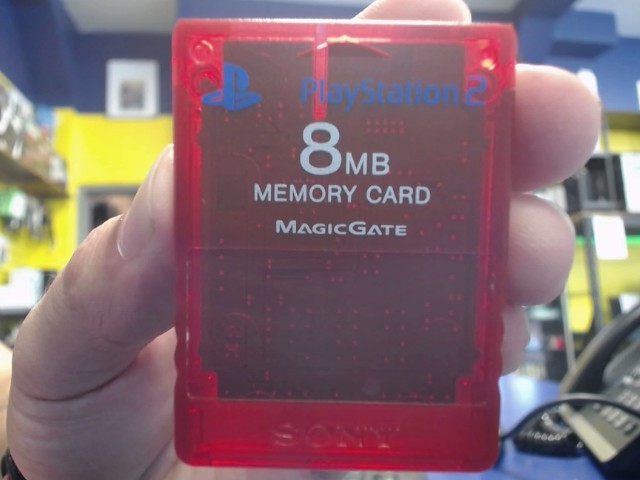 PlayStation 2
8MB
MEMORY CARD
MAGICGATE
SONY